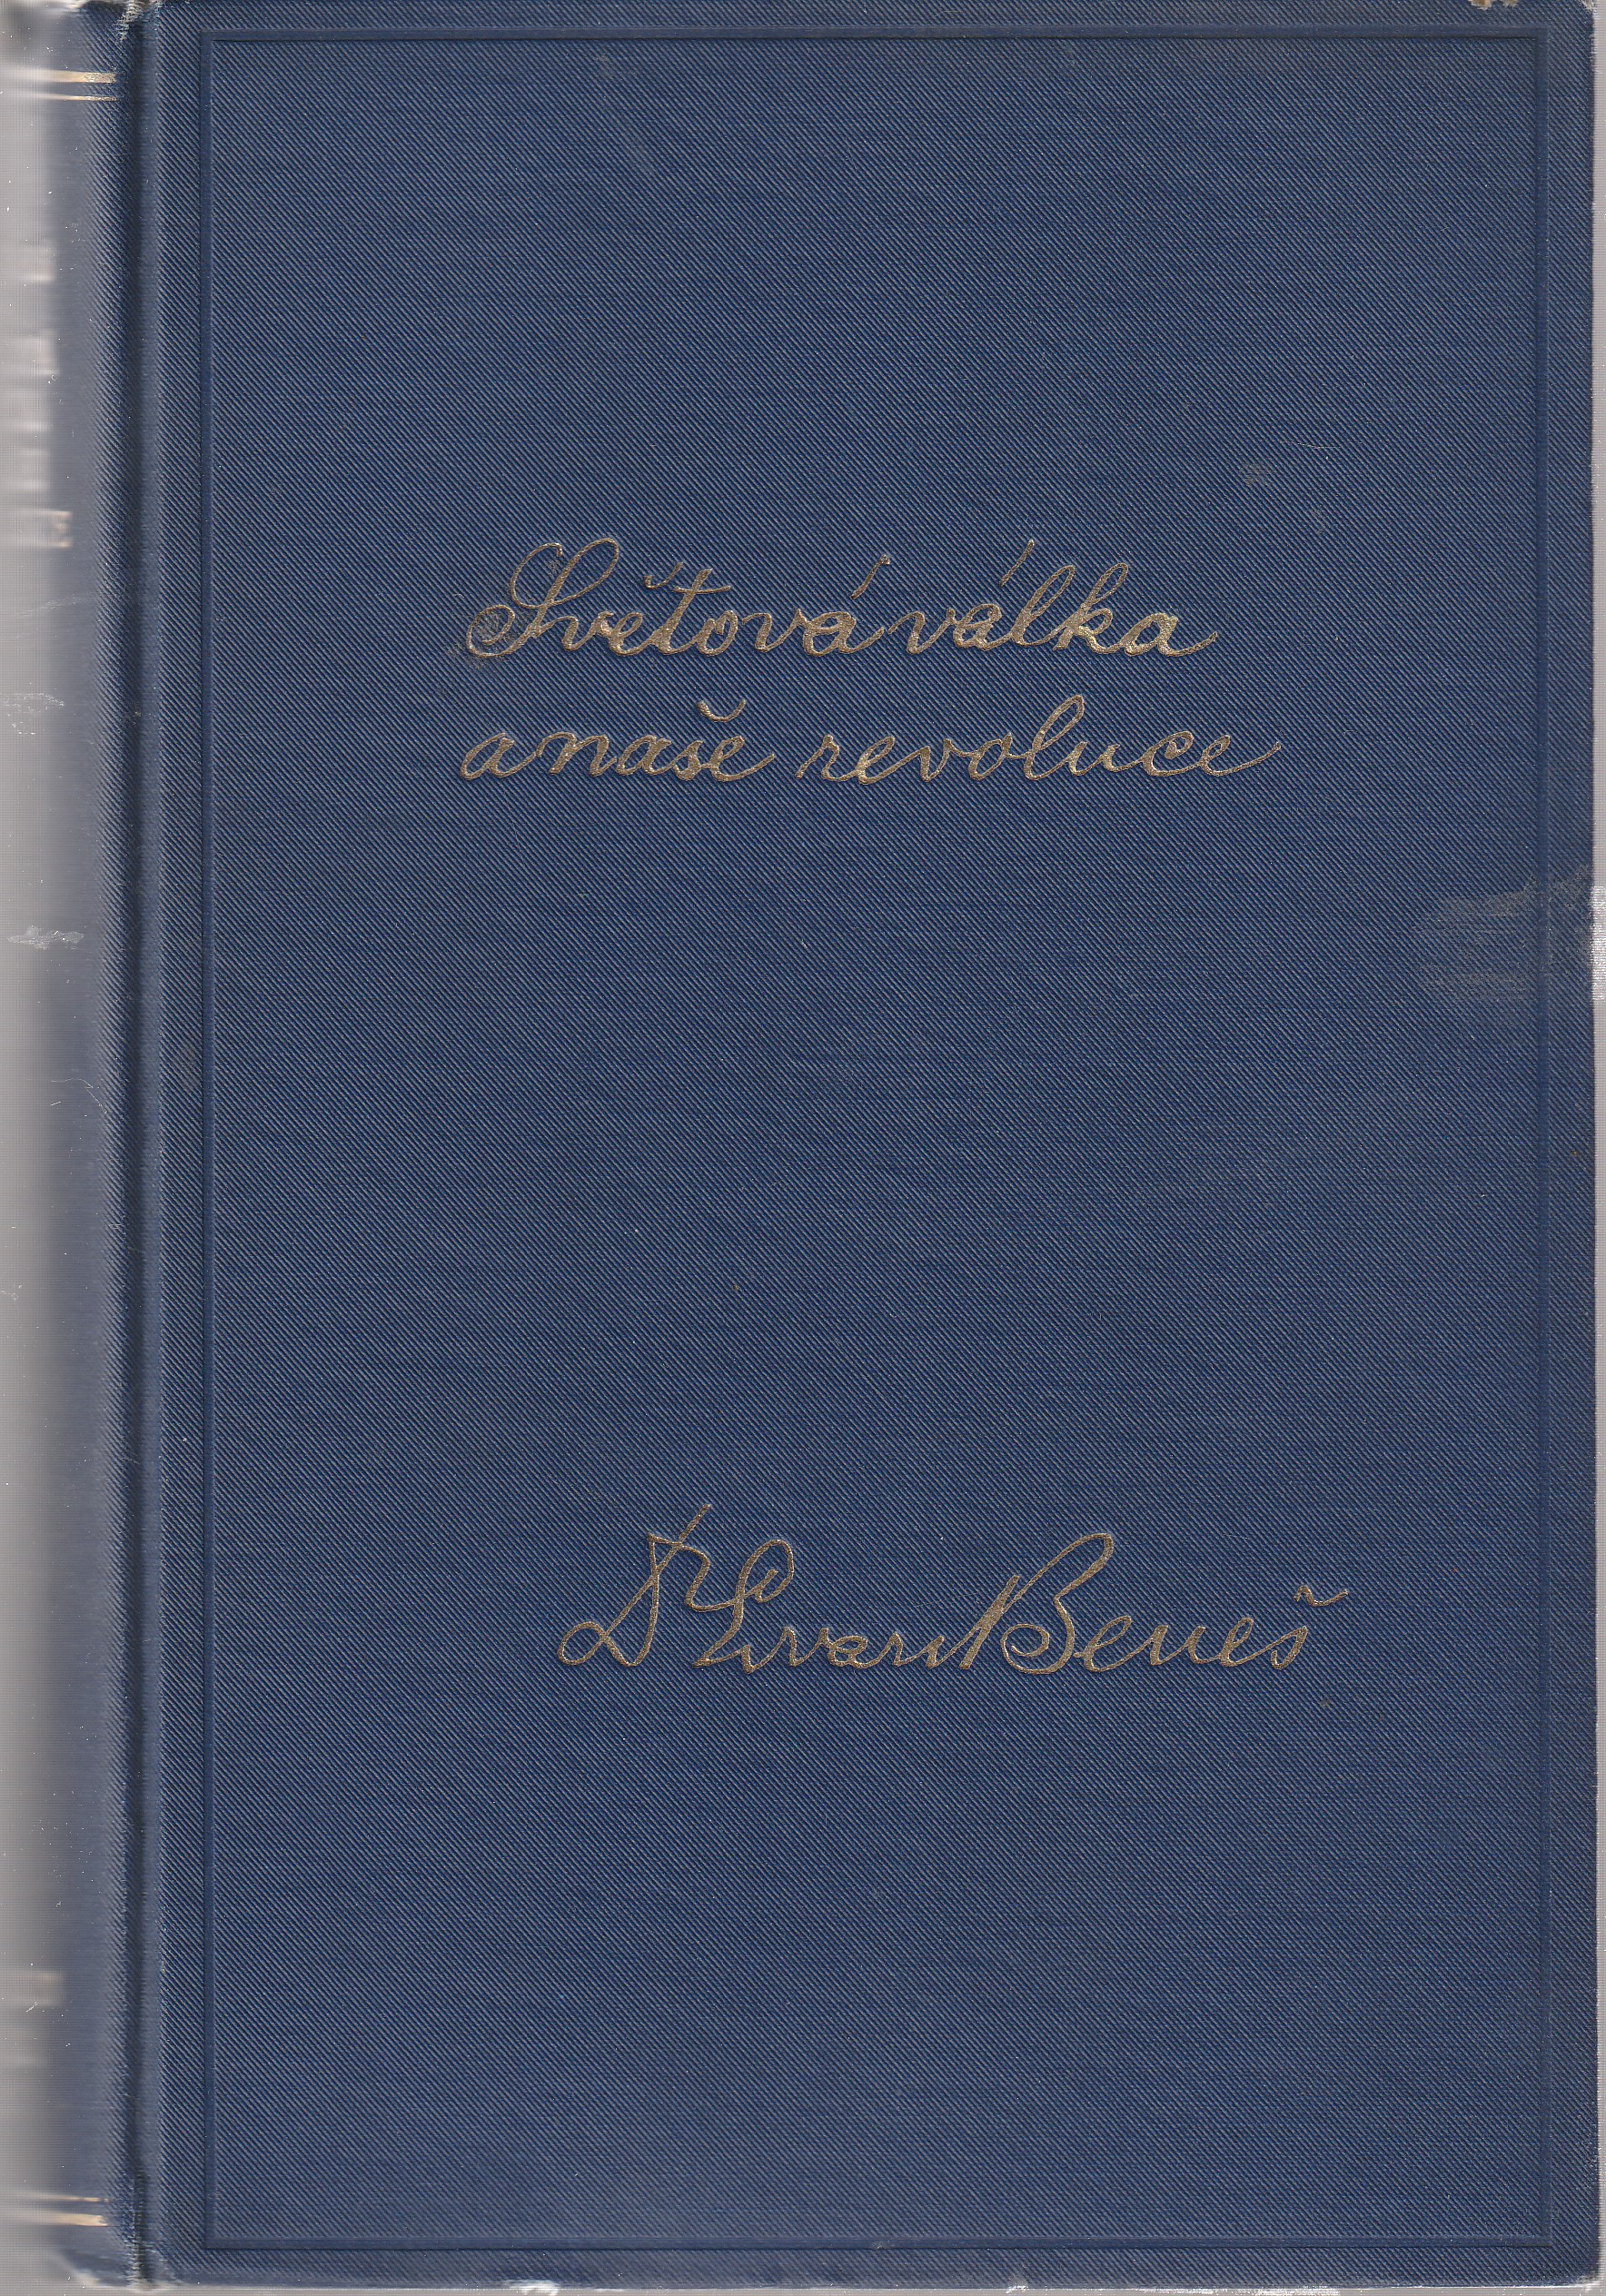 Světová válka
a naše revoluce
Dr Edvard Beneš